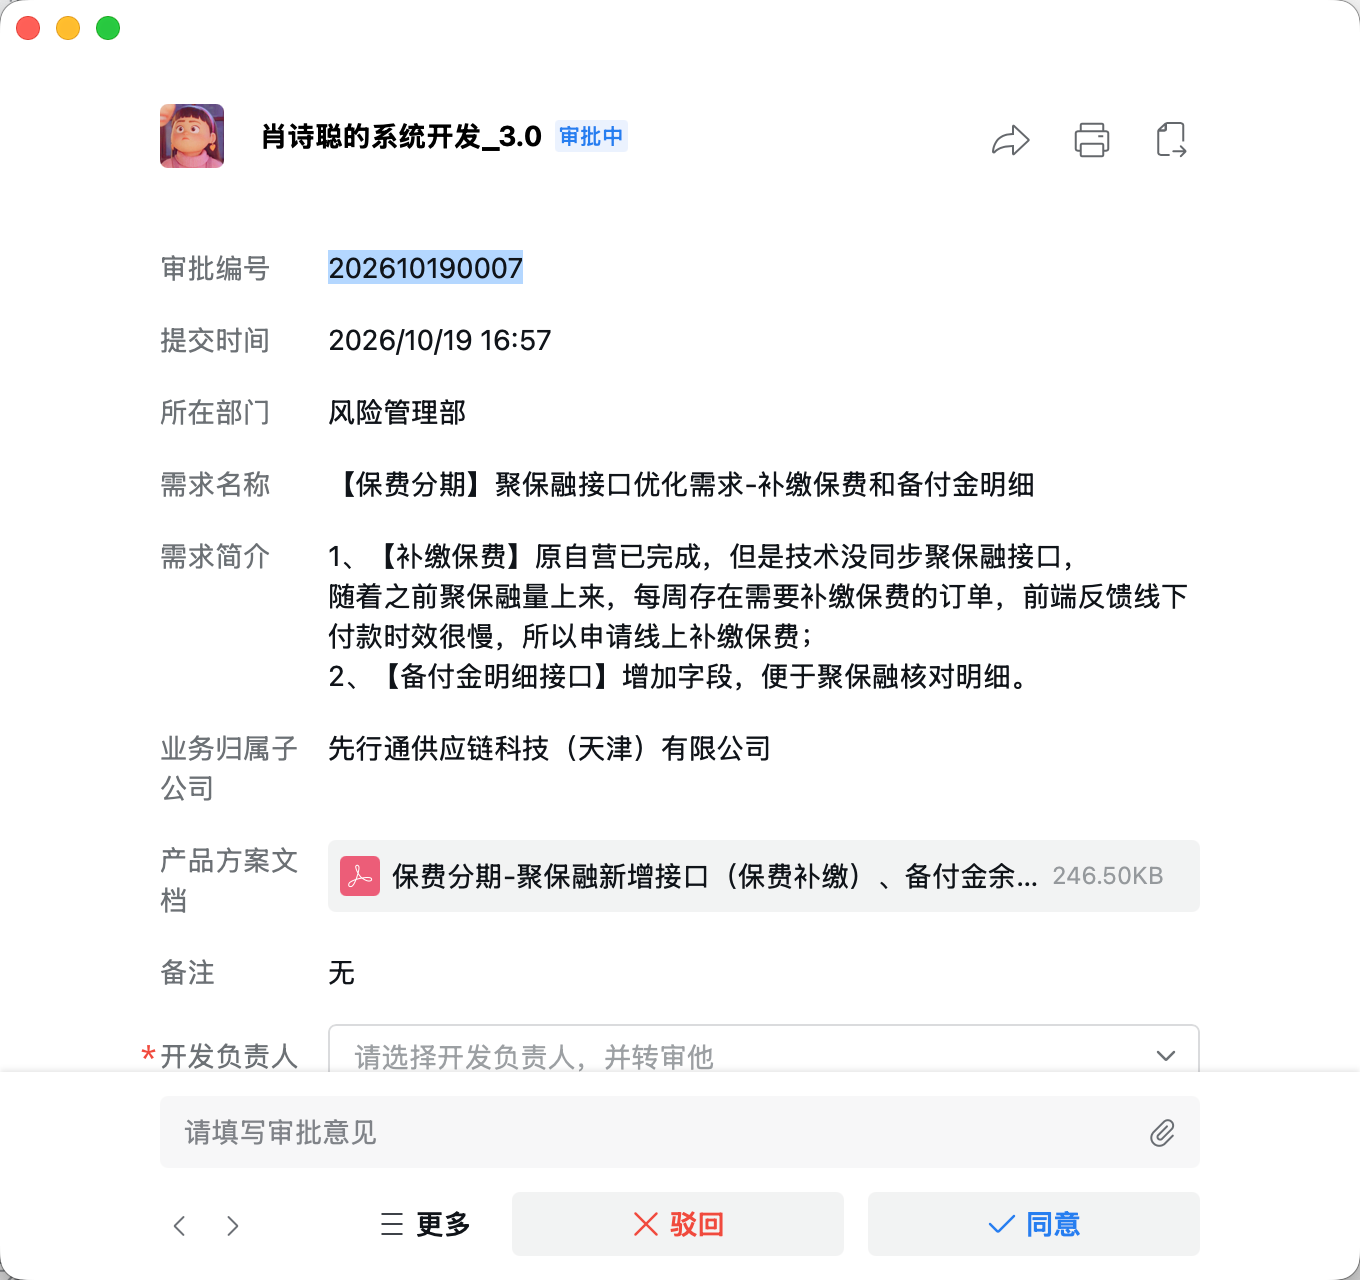 肖诗聪的系统开发_3.0 审批中
审批编号 202610190007
提交时间 2026/10/19 16:57
所在部门 风险管理部
需求名称 【保费分期】聚保融接口优化需求-补缴保费和备付金明细
需求简介 1、【补缴保费】原自营已完成，但是技术没同步聚保融接口，
随着之前聚保融量上来，每周存在需要补缴保费的订单，前端反馈线下
付款时效很慢，所以申请线上补缴保费；
2、【备付金明细接口】增加字段，便于聚保融核对明细。
业务归属子 先行通供应链科技（天津）有限公司
公司
产品方案文 保费分期-聚保融新增接口（保费补缴）、备付金余... 246.50KB
档
备注 无
*开发负责人 请选择开发负责人，并转审他
请填写审批意见
更多 驳回 同意